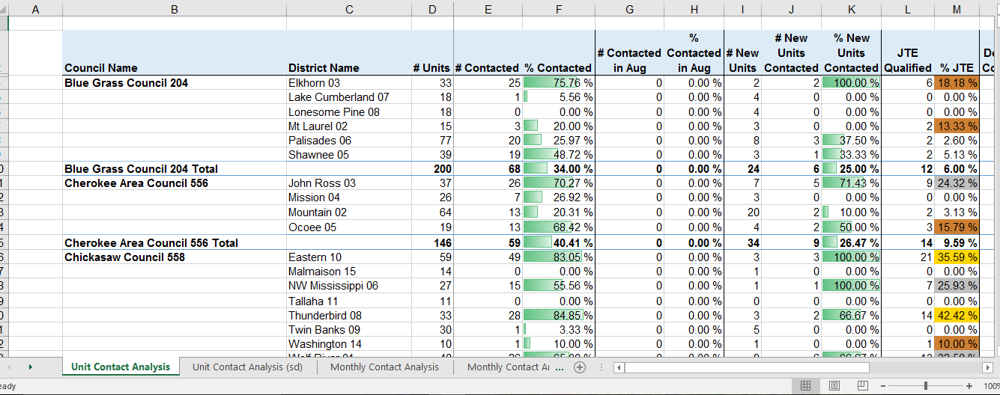 A B C D E F G H I J K L M
% # New % New
# Contacted Contacted # New Units Units JTE
Council Name District Name # Units # Contacted % Contacted in Aug in Aug Units Contacted Contacted Qualified % JTE
Blue Grass Council 204 Elkhorn 03 33 25 75.76 % 0 0.00 % 2 2 100.00 % 6 18.18 %
Lake Cumberland 07 18 1 5.56 % 0 0.00 % 4 0 0.00 % 0 0.00 %
Lonesome Pine 08 18 0 0.00 % 0 0.00 % 4 0 0.00 % 0 0.00 %
Mt Laurel 02 15 3 20.00 % 0 0.00 % 3 0 0.00 % 2 13.33 %
Palisades 06 77 20 25.97 % 0 0.00 % 8 3 37.50 % 2 2.60 %
Shawnee 05 39 19 48.72 % 0 0.00 % 3 1 33.33 % 2 5.13 %
Blue Grass Council 204 Total 200 68 34.00 % 0 0.00 % 24 6 25.00 % 12 6.00 %
Cherokee Area Council 556 John Ross 03 37 26 70.27 % 0 0.00 % 7 5 71.43 % 9 24.32 %
Mission 04 26 7 26.92 % 0 0.00 % 3 0 0.00 % 0 0.00 %
Mountain 02 64 13 20.31 % 0 0.00 % 20 2 10.00 % 2 3.13 %
Ocoee 05 19 13 68.42 % 0 0.00 % 4 2 50.00 % 3 15.79 %
Cherokee Area Council 556 Total 146 59 40.41 % 0 0.00 % 34 9 26.47 % 14 9.59 %
Chickasaw Council 558 Eastern 10 59 49 83.05 % 0 0.00 % 3 3 100.00 % 21 35.59 %
Malmaison 15 14 0 0.00 % 0 0.00 % 1 0 0.00 % 0 0.00 %
NW Mississippi 06 27 15 55.56 % 0 0.00 % 1 1 100.00 % 7 25.93 %
Tallaha 11 11 0 0.00 % 0 0.00 % 0 0 0.00 % 0 0.00 %
Thunderbird 08 33 28 84.85 % 0 0.00 % 3 2 66.67 % 14 42.42 %
Twin Banks 09 30 1 3.33 % 0 0.00 % 5 0 0.00 % 0 0.00 %
Washington 14 10 1 10.00 % 0 0.00 % 1 0 0.00 % 1 10.00 %
Unit Contact Analysis Unit Contact Analysis (sd) Monthly Contact Analysis Monthly Contact ...
100%